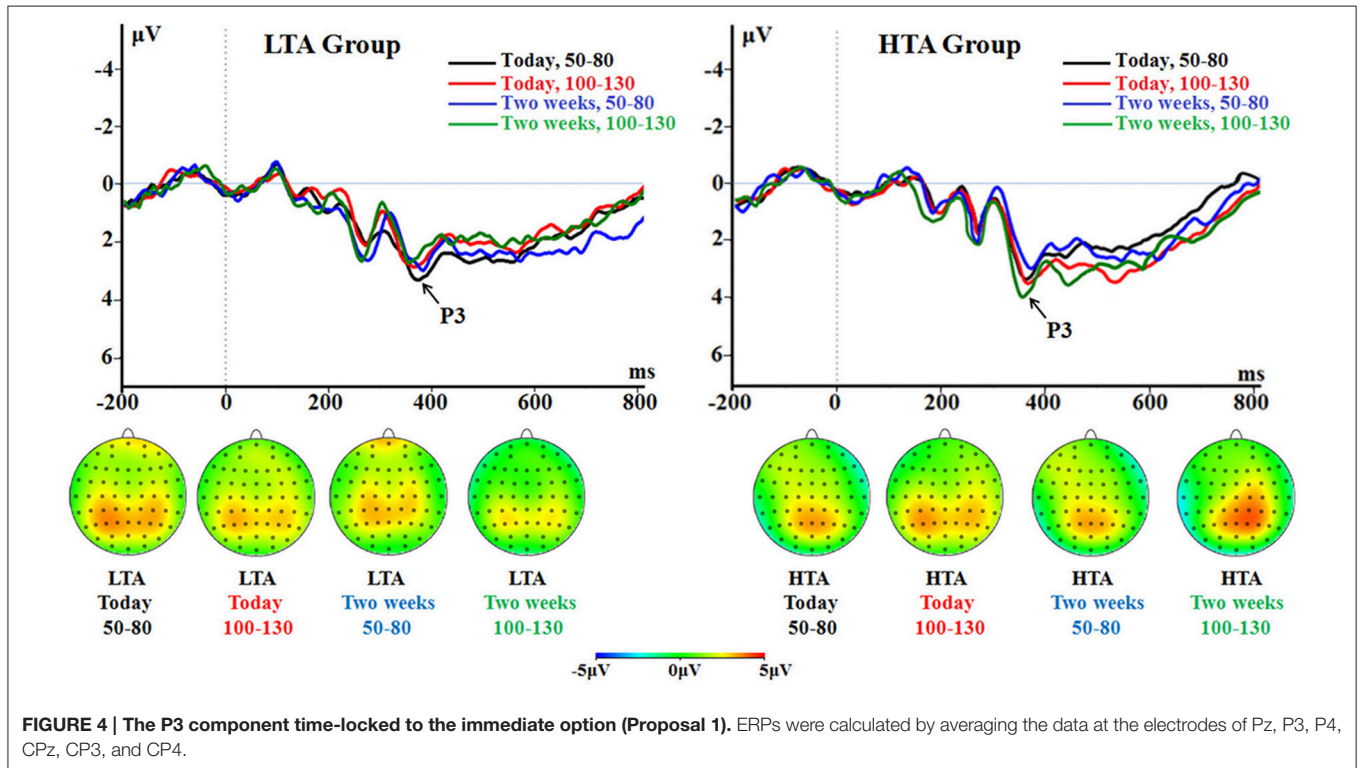 µV
LTA Group
Today, 50-80
Today, 100-130
Two weeks, 50-80
Two weeks, 100-130
-4
-2
0
2
4
6
P3
ms
-200 0 200 400 600 800
µV
HTA Group
Today, 50-80
Today, 100-130
Two weeks, 50-80
Two weeks, 100-130
-4
-2
0
2
4
6
P3
ms
-200 0 200 400 600 800
LTA
Today
50-80
LTA
Today
100-130
LTA
Two weeks
50-80
LTA
Two weeks
100-130
HTA
Today
50-80
HTA
Today
100-130
HTA
Two weeks
50-80
HTA
Two weeks
100-130
-5µV 0µV 5µV
FIGURE 4 | The P3 component time-locked to the immediate option (Proposal 1). ERPs were calculated by averaging the data at the electrodes of Pz, P3, P4,
CPz, CP3, and CP4.